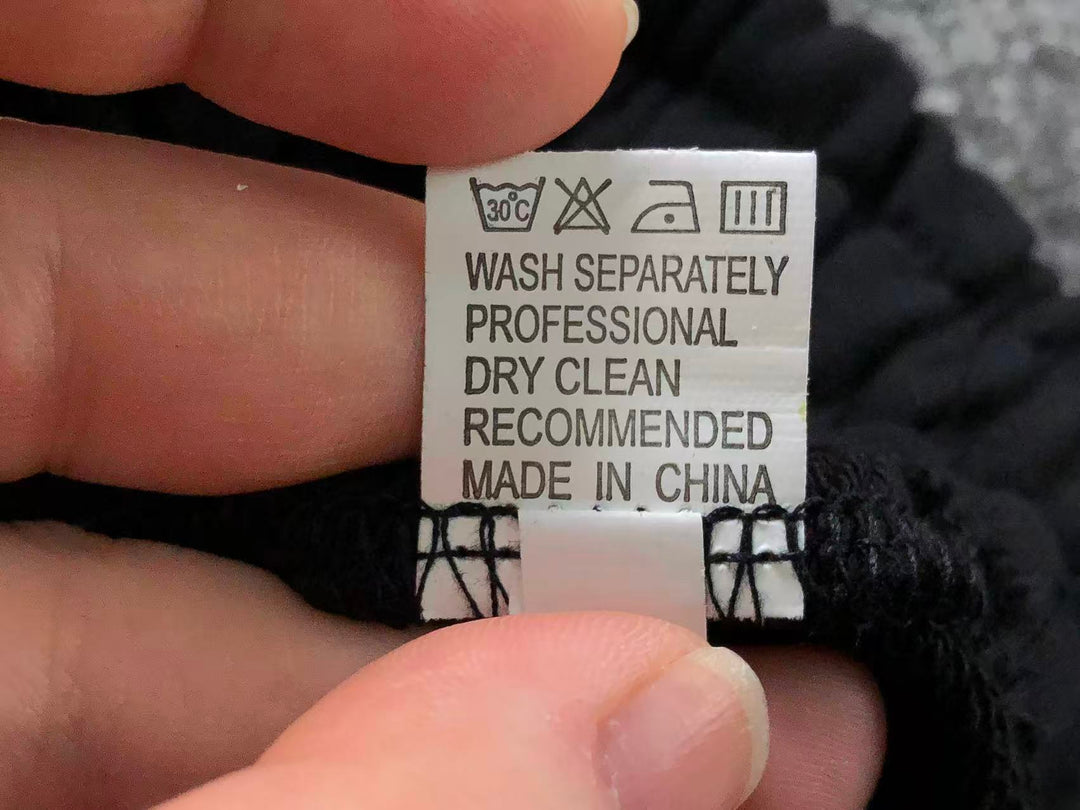 30°C
WASH SEPARATELY
PROFESSIONAL
DRY CLEAN
RECOMMENDED
MADE IN CHINA